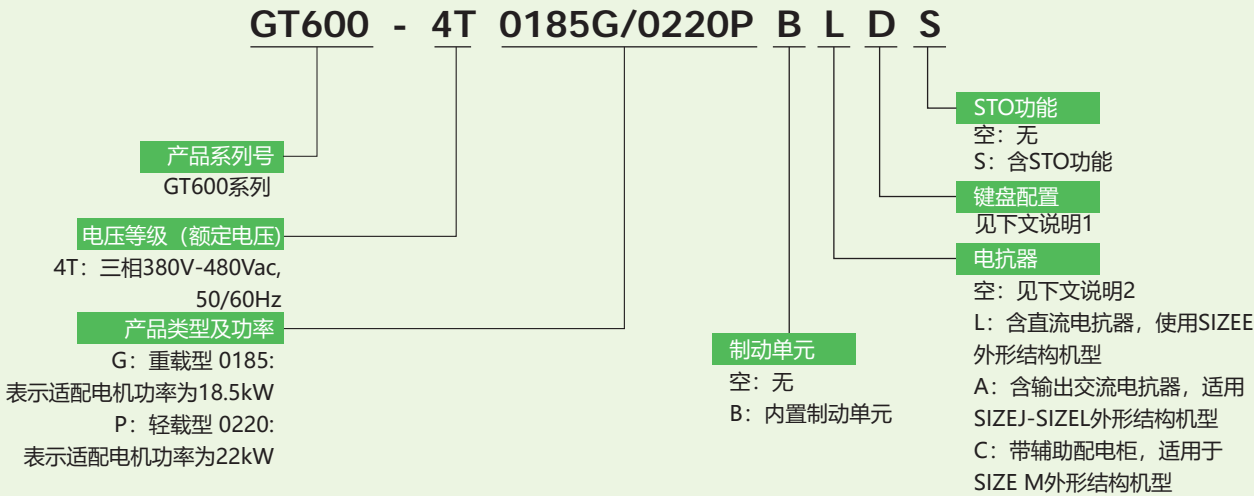 GT600 - 4T 0185G/0220P B L D S
产品系列号
GT600系列
电压等级（额定电压)
4T：三相380V-480Vac,
50/60Hz
产品类型及功率
G：重载型 0185:
表示适配电机功率为18.5kW
P：轻载型 0220:
表示适配电机功率为22kW
制动单元
空：无
B：内置制动单元
STO功能
空：无
S：含STO功能
键盘配置
见下文说明1
电抗器
空：见下文说明2
L：含直流电抗器，使用SIZEE
外形结构机型
A：含输出交流电抗器，适用
SIZEJ-SIZEL外形结构机型
C：带辅助配电柜，适用于
SIZE M外形结构机型